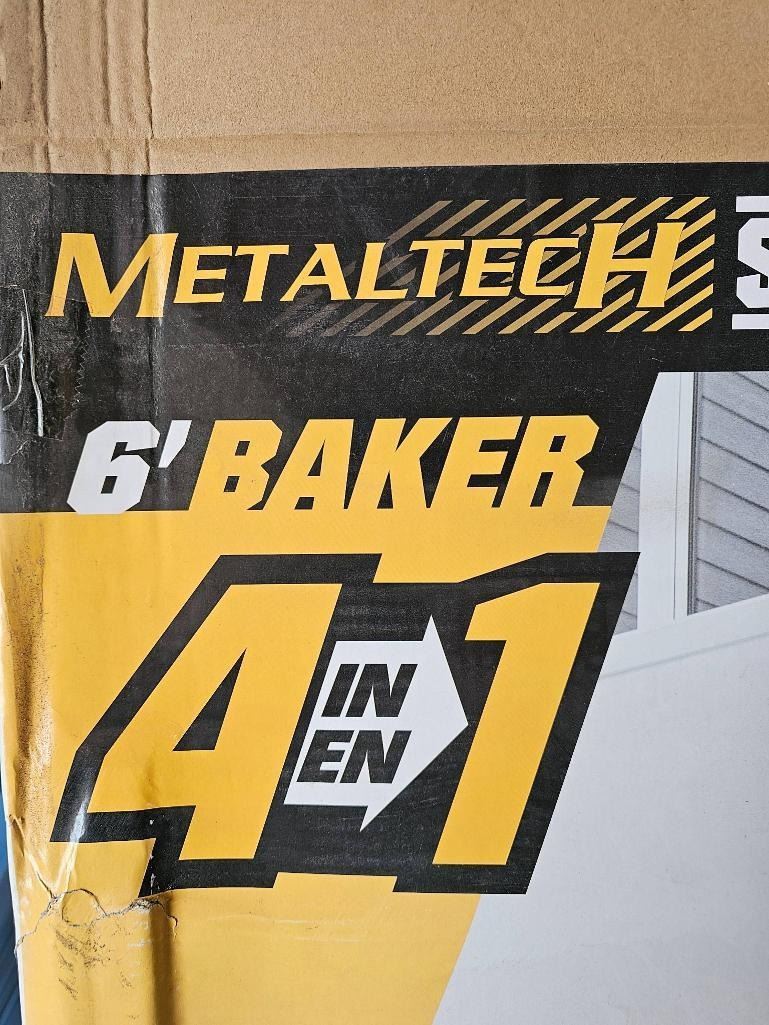 METALTECH
6' BAKER
4 IN 1
EN